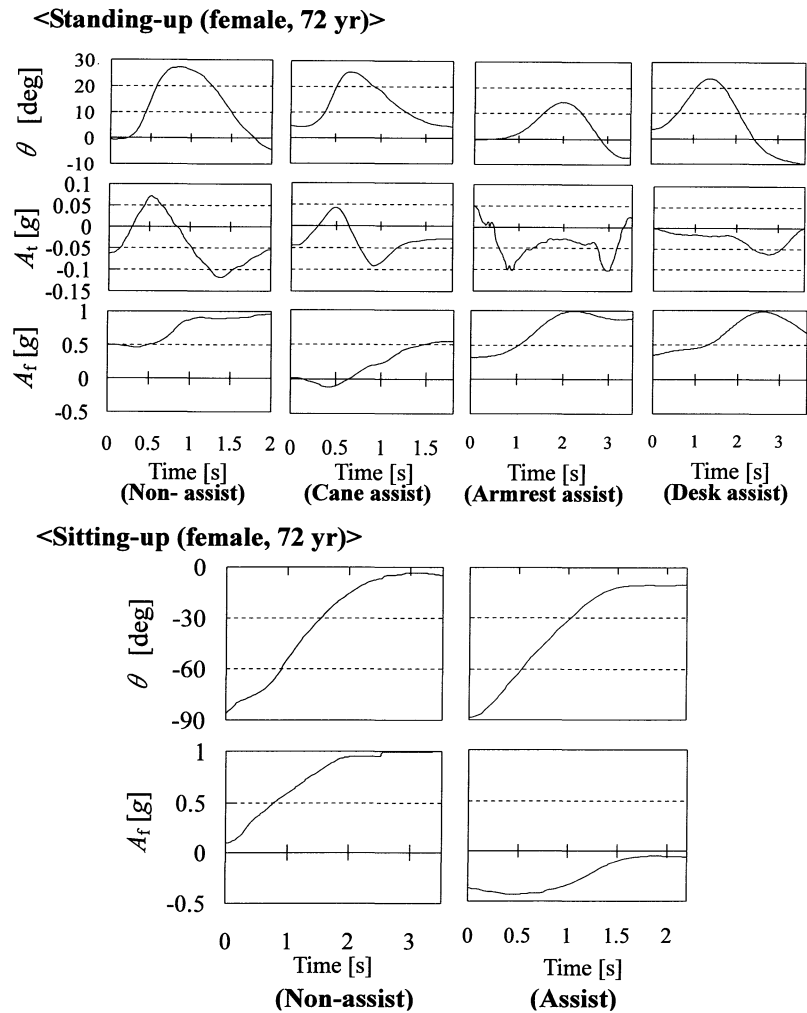 <Standing-up (female, 72 yr)>
30
20
10
0
-10
θ [deg]
0.1
0.05
0
-0.05
-0.1
-0.15
At [g]
1
0.5
0
-0.5
Af [g]
0 0.5 1 1.5 2
0 0.5 1 1.5
0 1 2 3
0 1 2 3
Time [s] Time [s] Time [s] Time [s]
(Non- assist) (Cane assist) (Armrest assist) (Desk assist)
<Sitting-up (female, 72 yr)>
0
-30
-60
-90
θ [deg]
1
0.5
0
-0.5
Af [g]
0 1 2 3
0 0.5 1 1.5 2
Time [s] Time [s]
(Non-assist) (Assist)